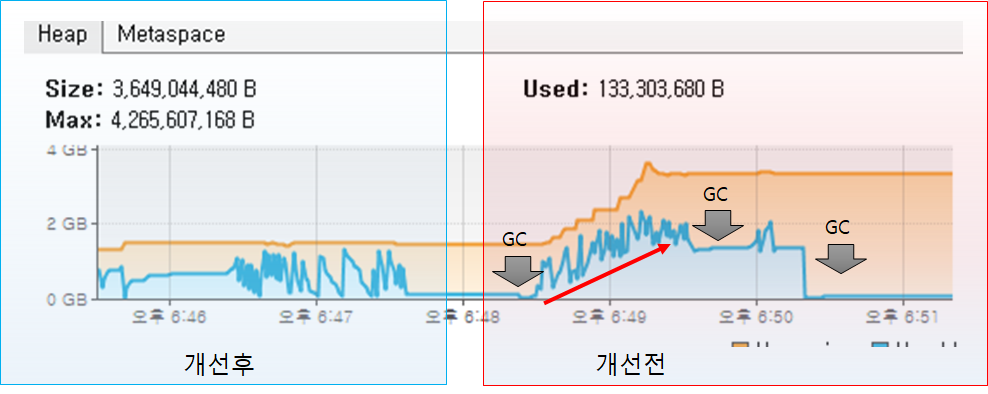 Heap
Metaspace
Size: 3,649,044,480 B
Used: 133,303,680 B
Max: 4,265,607,168 B
4 GB
2 GB
0 GB
GC
GC
GC
오후 6:46
오후 6:47
오후 6:48
오후 6:49
오후 6:50
오후 6:51
개선후
개선전